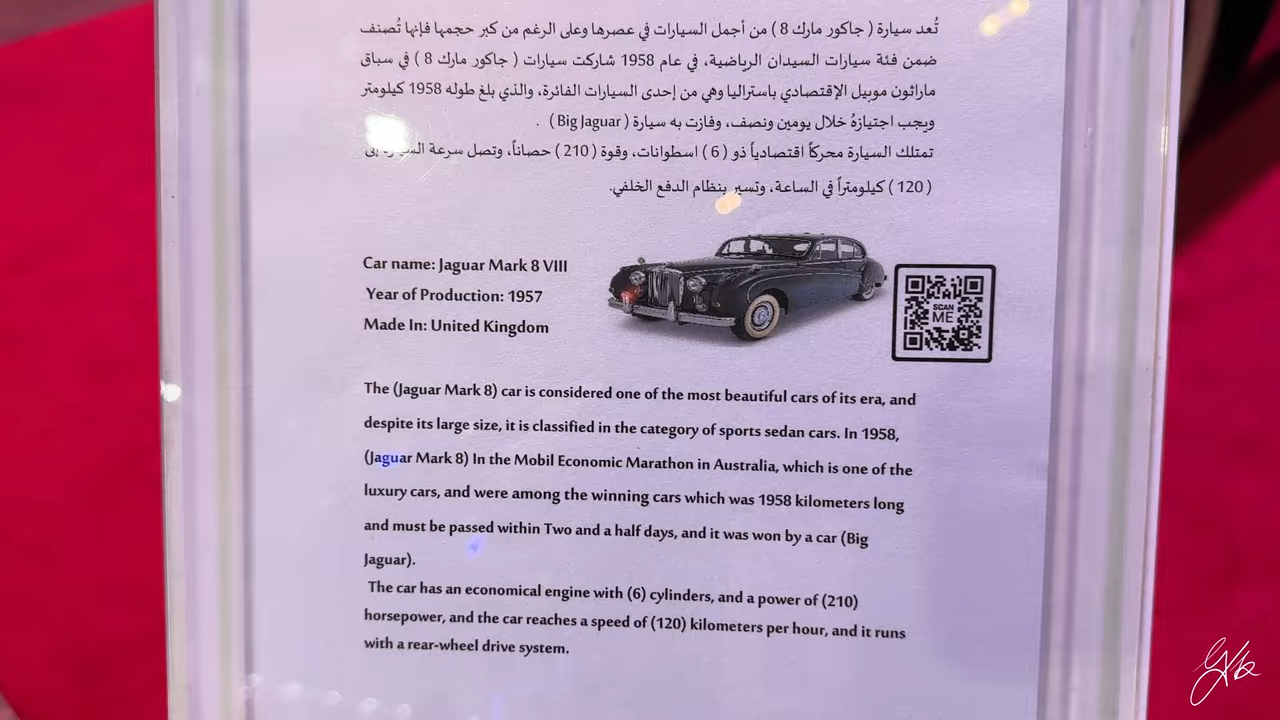 تُعد سيارة ( جاكور مارك 8 ) من أجمل السيارات في عصرها وعلى الرغم من كبر حجمها فإنها تُصنف
ضمن فئة سيارات السيدان الرياضية، في عام 1958 شاركت سيارات ( جاكور مارك 8 ) في سباق
ماراثون موبيل الإقتصادي باستراليا وهي من إحدى السيارات الفائزة، والذي بلغ طوله 1958 كيلومتر
ويجب اجتيازهُ خلال يومين ونصف، وفازت به سيارة ( Big Jaguar ) .
تمتلك السيارة محركاً اقتصادياً ذو ( 6 ) اسطوانات، وقوة ( 210 ) حصاناً، وتصل سرعة السيارة إلى
( 120 ) كيلومتراً في الساعة، وتسير بنظام الدفع الخلفي.
Car name: Jaguar Mark 8 VIII
Year of Production: 1957
Made In: United Kingdom
SCAN
ME
The (Jaguar Mark 8) car is considered one of the most beautiful cars of its era, and
despite its large size, it is classified in the category of sports sedan cars. In 1958,
(Jaguar Mark 8) In the Mobil Economic Marathon in Australia, which is one of the
luxury cars, and were among the winning cars which was 1958 kilometers long
and must be passed within Two and a half days, and it was won by a car (Big
Jaguar).
The car has an economical engine with (6) cylinders, and a power of (210)
horsepower, and the car reaches a speed of (120) kilometers per hour, and it runs
with a rear-wheel drive system.